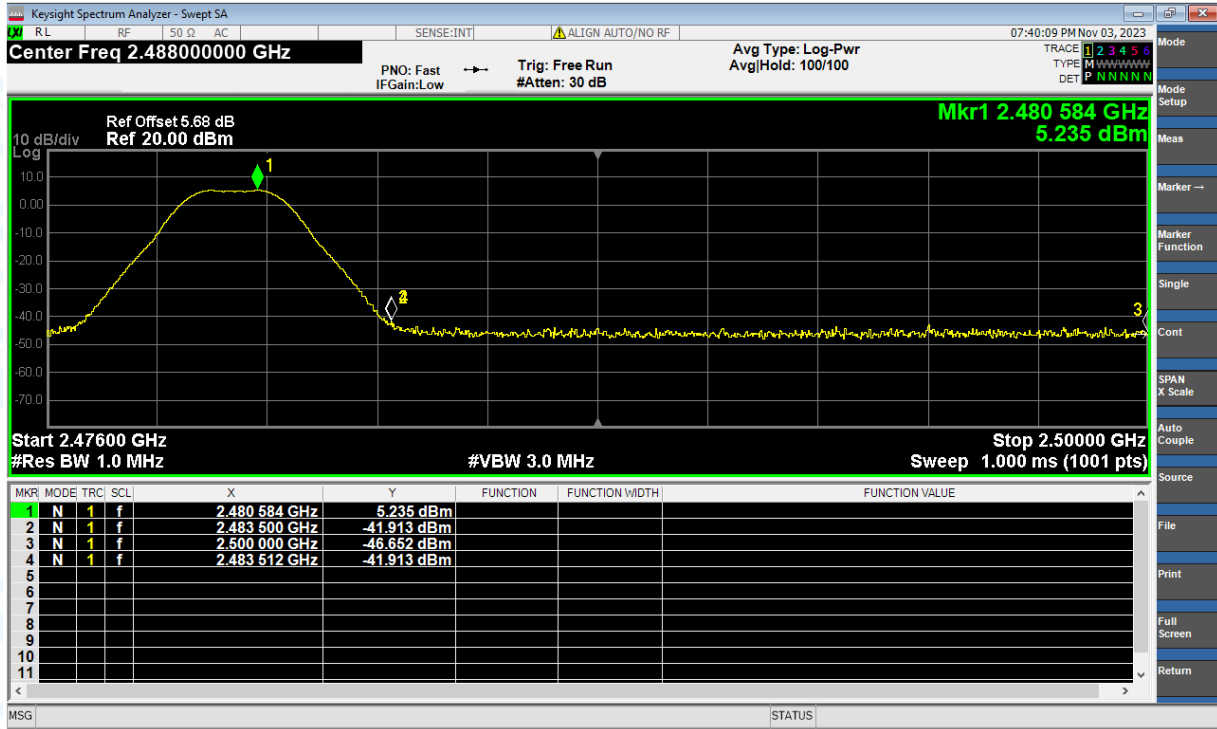 Keysight Spectrum Analyzer - Swept SA
LXI RL RF 50 Ω AC SENSE:INT ALIGN AUTO/NO RF 07:40:09 PM Nov 03, 2023
Center Freq 2.488000000 GHz
PNO: Fast
IFGain:Low
Trig: Free Run
#Atten: 30 dB
Avg Type: Log-Pwr
Avg|Hold: 100/100
TRACE 1 2 3 4 5 6
TYPE M WWWWW
DET P N N N N N
Mkr1 2.480 584 GHz
5.235 dBm
Ref Offset 5.68 dB
10 dB/div Ref 20.00 dBm
Log
10.0
0.00
-10.0
-20.0
-30.0
-40.0
-50.0
-60.0
-70.0
1
2
3
Start 2.47600 GHz Stop 2.50000 GHz
#Res BW 1.0 MHz #VBW 3.0 MHz Sweep 1.000 ms (1001 pts)
MKR MODE TRC SCL X Y FUNCTION FUNCTION WIDTH FUNCTION VALUE
1 N 1 f 2.480 584 GHz 5.235 dBm
2 N 1 f 2.483 500 GHz -41.913 dBm
3 N 1 f 2.500 000 GHz -46.652 dBm
4 N 1 f 2.483 512 GHz -41.913 dBm
5
6
7
8
9
10
11
MSG STATUS
Mode
Mode
Setup
Meas
Marker →
Marker
Function
Single
Cont
SPAN
X Scale
Auto
Couple
Source
File
Print
Full
Screen
Return